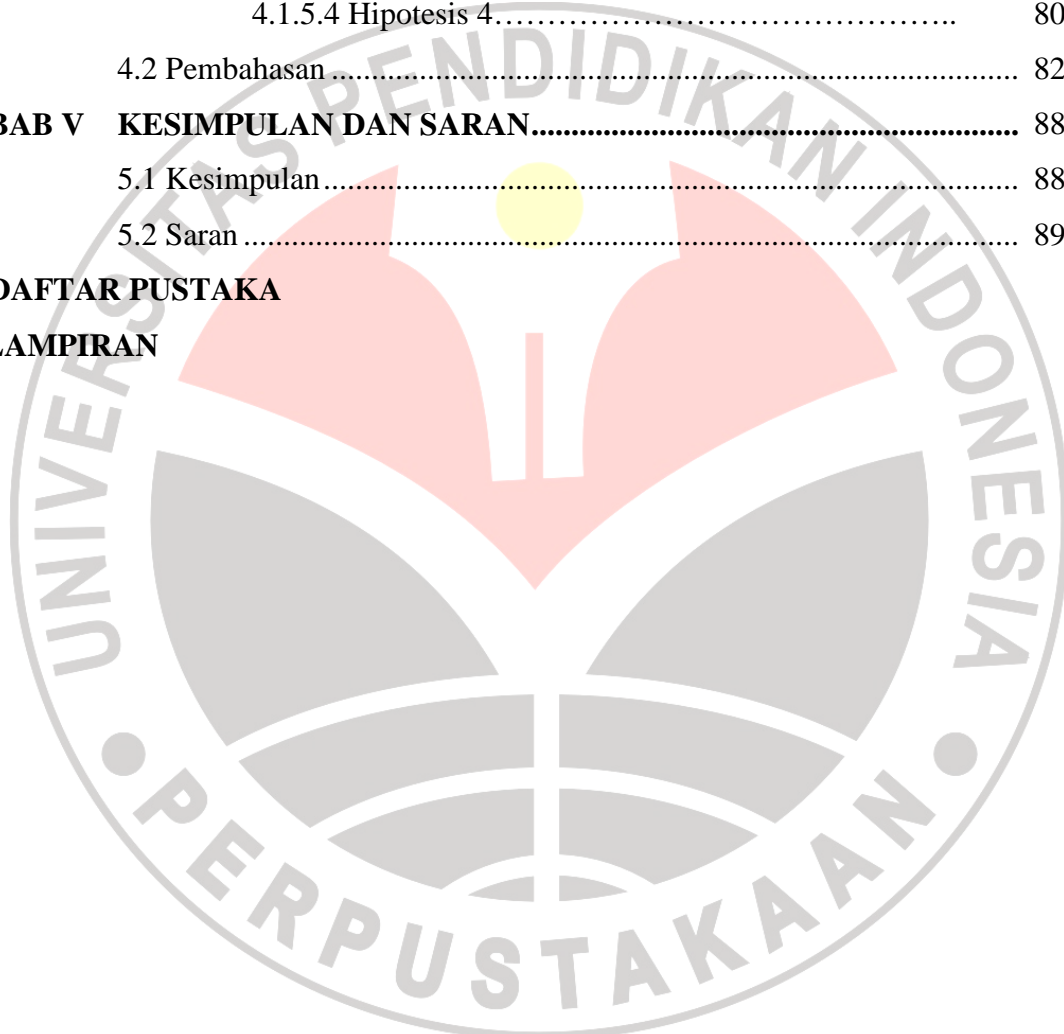 4.1.5.4 Hipotesis 4…………………………………….. 80
4.2 Pembahasan ........................................................................... 82
BAB V KESIMPULAN DAN SARAN..................................................... 88
5.1 Kesimpulan ............................................................................ 88
5.2 Saran ..................................................................................... 89
DAFTAR PUSTAKA
LAMPIRAN
UNIVERSITAS PENDIDIKAN INDONESIA
PERPUSTAKAAN